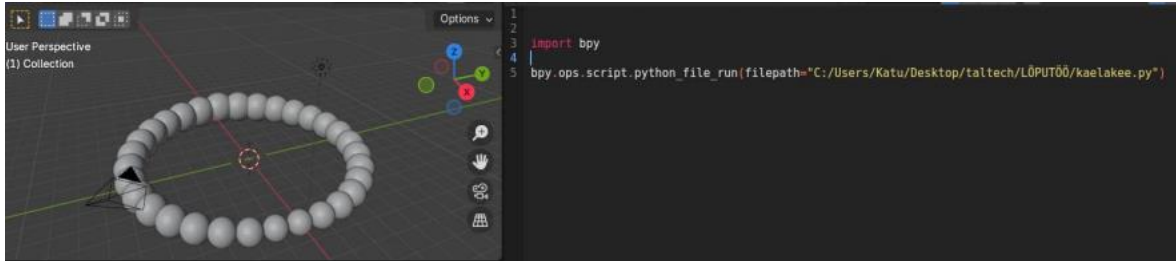 Options
User Perspective
(1) Collection
Z
Y
X
1
2
3 import bpy
4
5 bpy.ops.script.python_file_run(filepath="C:/Users/Katu/Desktop/taltech/LÕPUTÖÖ/kaelakee.py")